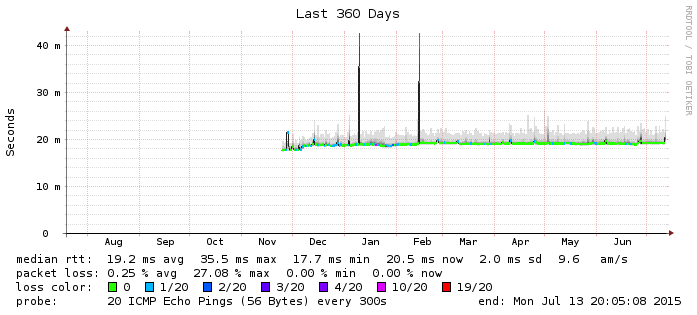 Last 360 Days
RRDTOOL / TOBI OETIKER
Seconds
40 m
30 m
20 m
10 m
0
Aug Sep Oct Nov Dec Jan Feb Mar Apr May Jun
median rtt: 19.2 ms avg 35.5 ms max 17.7 ms min 20.5 ms now 2.0 ms sd 9.6 am/s
packet loss: 0.25 % avg 27.08 % max 0.00 % min 0.00 % now
loss color: 0 1/20 2/20 3/20 4/20 10/20 19/20
probe: 20 ICMP Echo Pings (56 Bytes) every 300s end: Mon Jul 13 20:05:08 2015